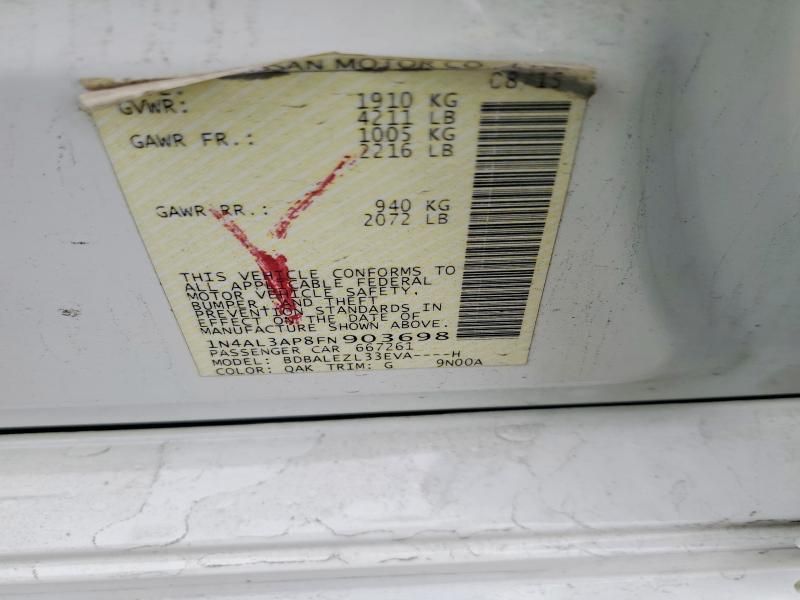 SAN MOTOR CO
08/15
GVWR: 1910 KG
4211 LB
GAWR FR.: 1005 KG
2216 LB
GAWR RR.: 940 KG
2072 LB
THIS VEHICLE CONFORMS TO
ALL APPLICABLE FEDERAL
MOTOR VEHICLE SAFETY,
BUMPER, AND THEFT
PREVENTION STANDARDS IN
EFFECT ON THE DATE OF
MANUFACTURE SHOWN ABOVE.
1N4AL3AP8FN903698
PASSENGER CAR 667261
MODEL: BDBALEZL33EVA----H
COLOR: QAK TRIM: G 9N00A